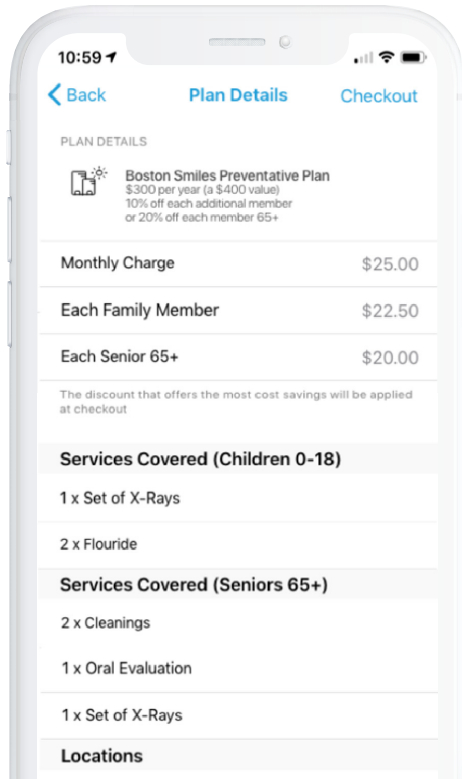 10:59
Back Plan Details Checkout
PLAN DETAILS
Boston Smiles Preventative Plan
$300 per year (a $400 value)
10% off each additional member
or 20% off each member 65+
Monthly Charge $25.00
Each Family Member $22.50
Each Senior 65+ $20.00
The discount that offers the most cost savings will be applied
at checkout
Services Covered (Children 0-18)
1 x Set of X-Rays
2 x Flouride
Services Covered (Seniors 65+)
2 x Cleanings
1 x Oral Evaluation
1 x Set of X-Rays
Locations